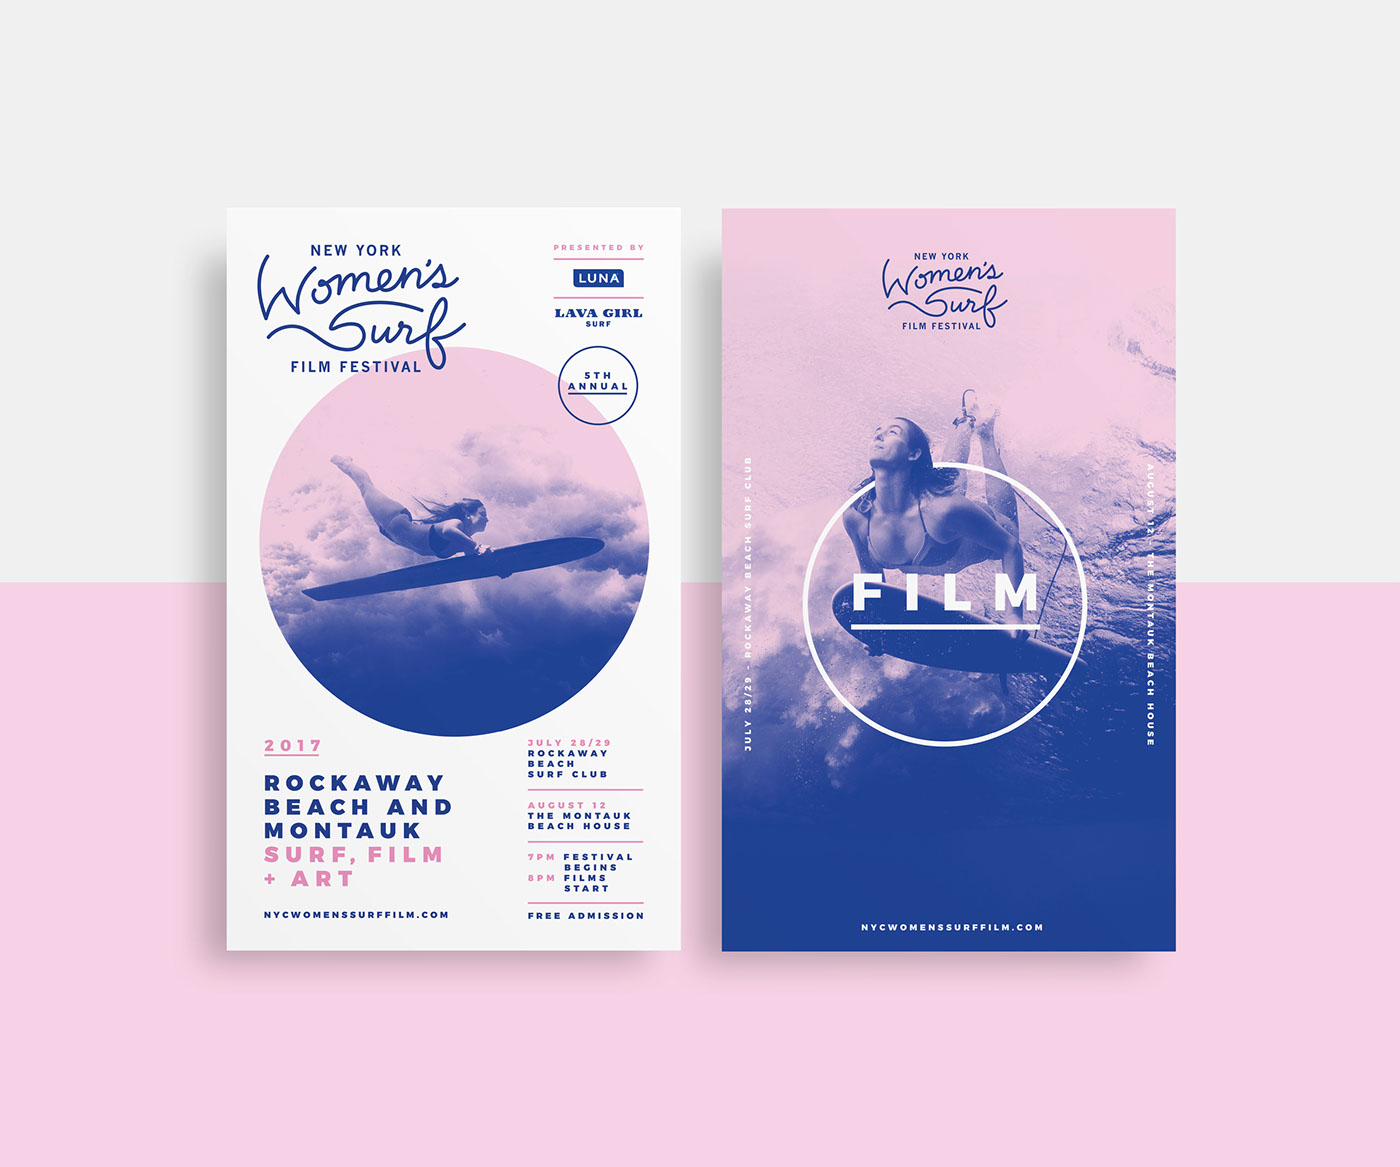 NEW YORK
Women's
Surf
FILM FESTIVAL
PRESENTED BY
LUNA
LAVA GIRL
SURF
5TH
ANNUAL
2017
ROCKAWAY
BEACH AND
MONTAUK
SURF, FILM
+ ART
NYCWOMENSSURFFILM.COM
JULY 28/29
ROCKAWAY
BEACH
SURF CLUB
AUGUST 12
THE MONTAUK
BEACH HOUSE
7PM FESTIVAL
BEGINS
8PM FILMS
START
FREE ADMISSION
NEW YORK
Women's
Surf
FILM FESTIVAL
JULY 28/29 - ROCKAWAY BEACH SURF CLUB
FILM
AUGUST 12 - THE MONTAUK BEACH HOUSE
NYCWOMENSSURFFILM.COM